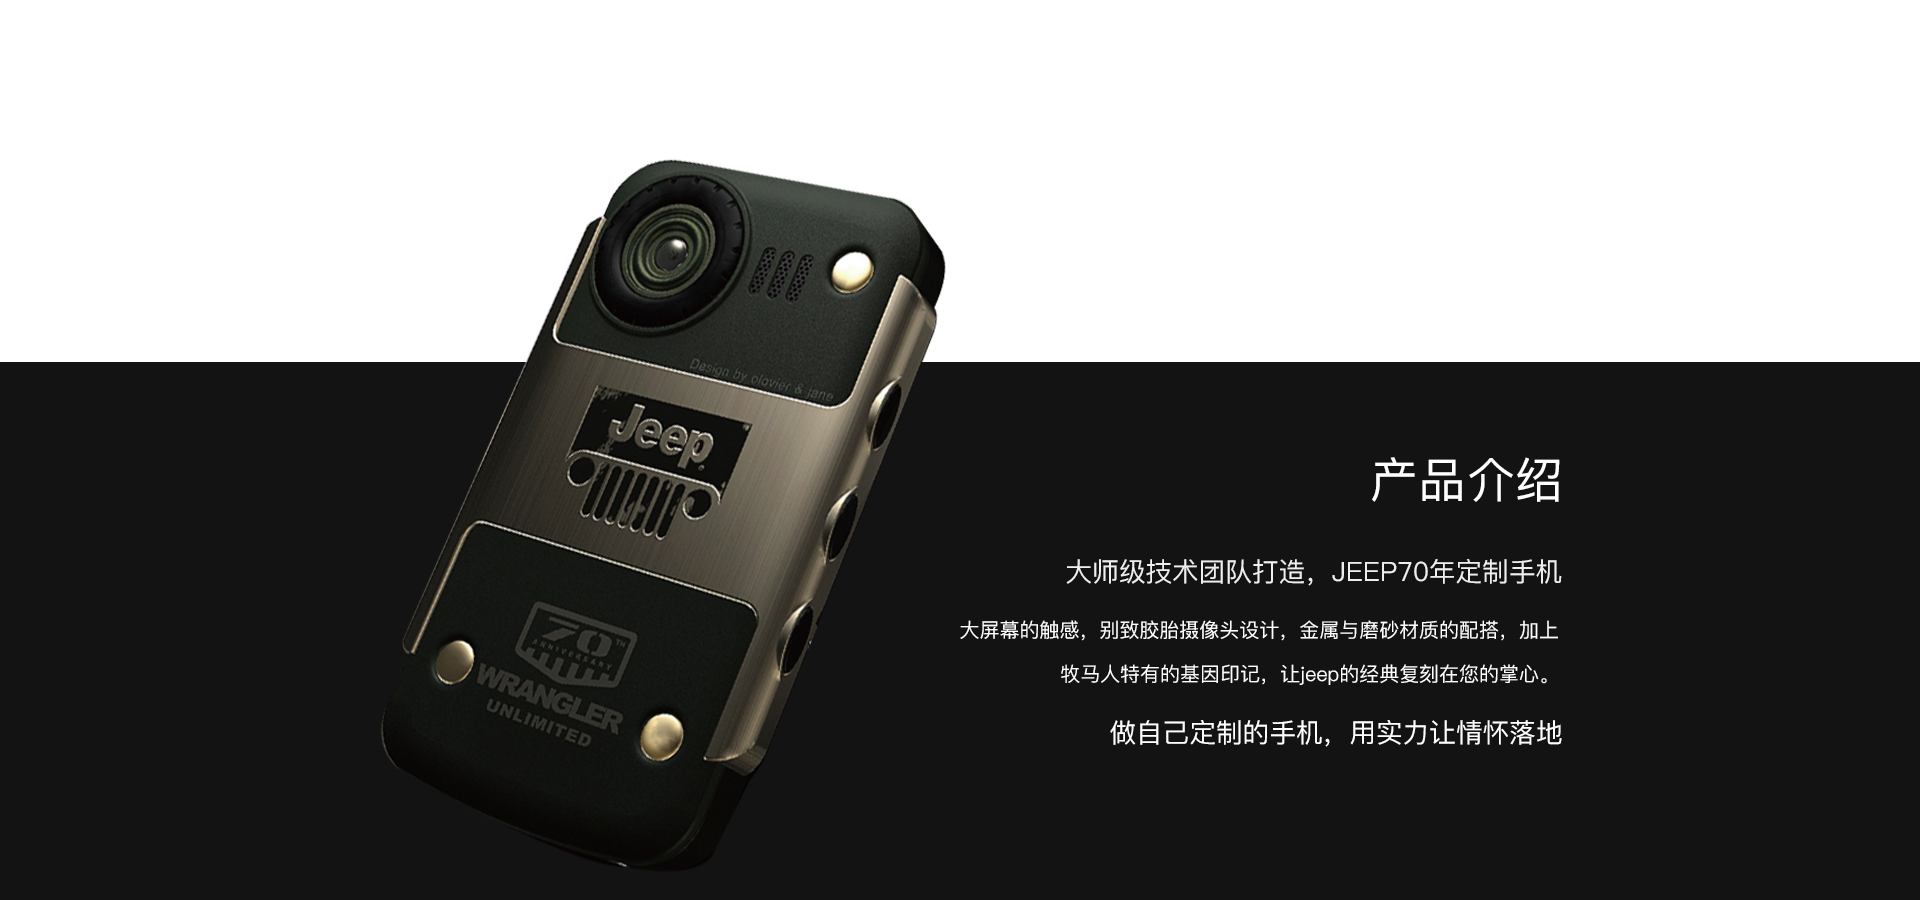 Design by olavier & jane
Jeep
70TH
ANNIVERSARY
WRANGLER
UNLIMITED
产品介绍
大师级技术团队打造，JEEP70年定制手机
大屏幕的触感，别致胶胎摄像头设计，金属与磨砂材质的配搭，加上
牧马人特有的基因印记，让jeep的经典复刻在您的掌心。
做自己定制的手机，用实力让情怀落地